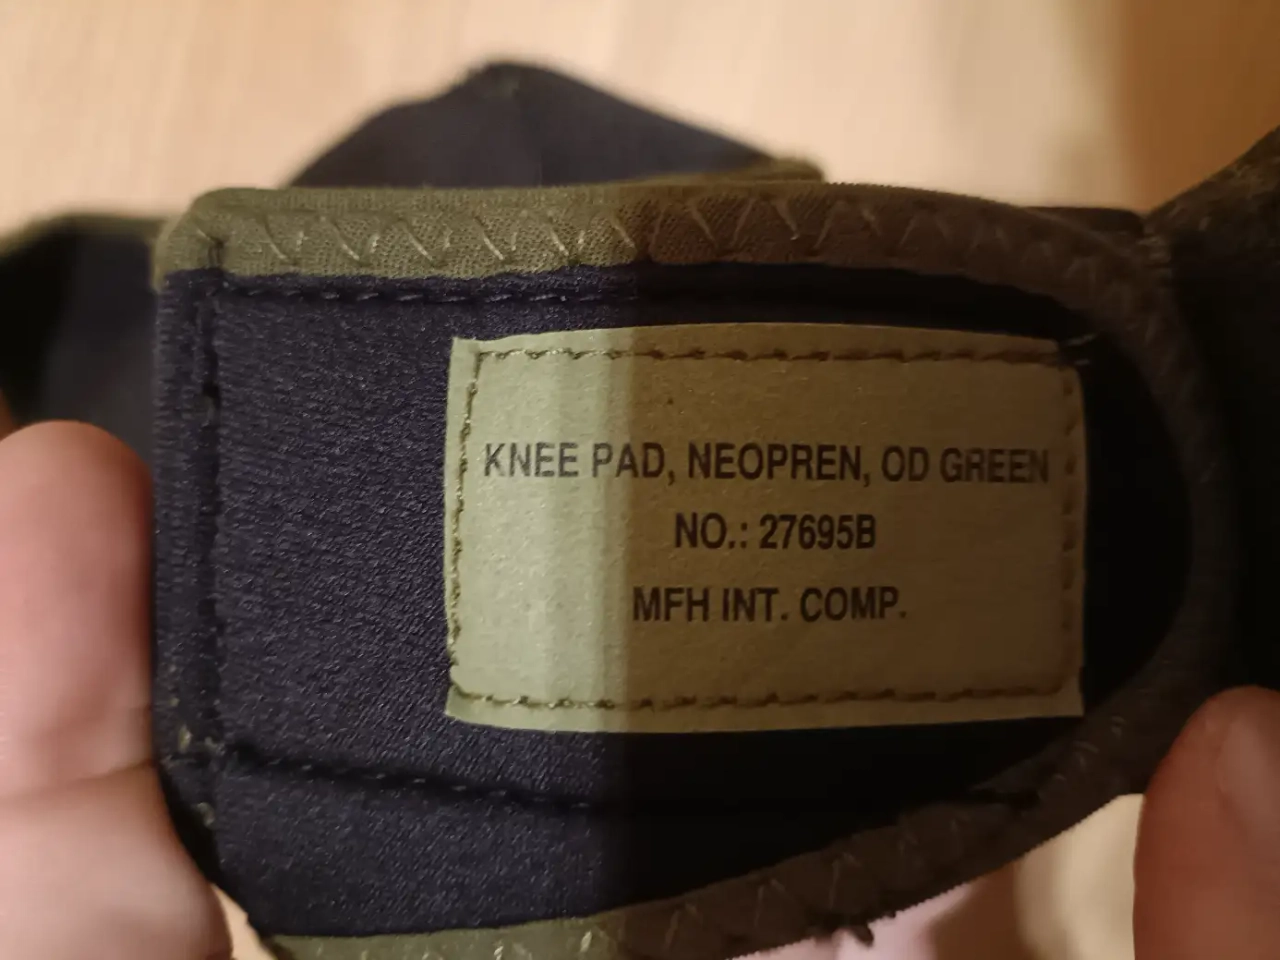 KNEE PAD, NEOPREN, OD GREEN
NO.: 27695B
MFH INT. COMP.